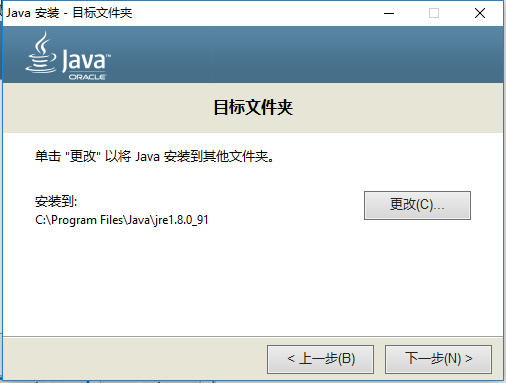 Java 安装 - 目标文件夹
Java™
ORACLE
目标文件夹
单击 "更改" 以将 Java 安装到其他文件夹。
安装到:
C:\Program Files\Java\jre1.8.0_91
更改(C)...
< 上一步(B)
下一步(N) >